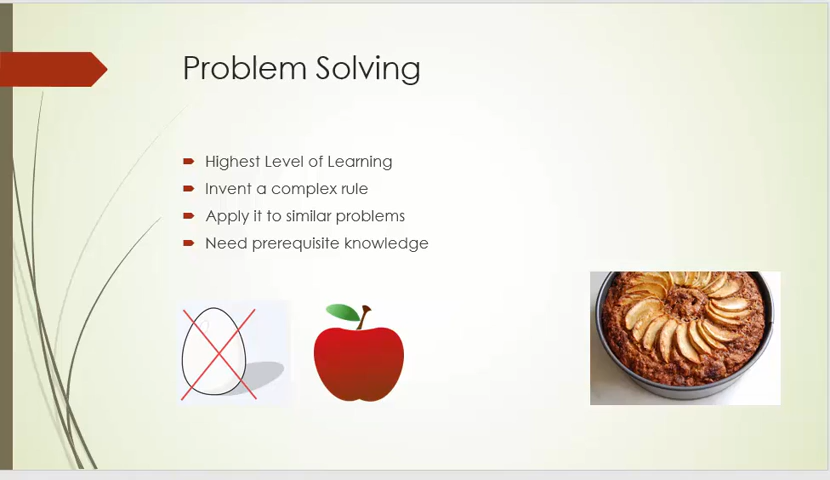 Problem Solving
Highest Level of Learning
Invent a complex rule
Apply it to similar problems
Need prerequisite knowledge